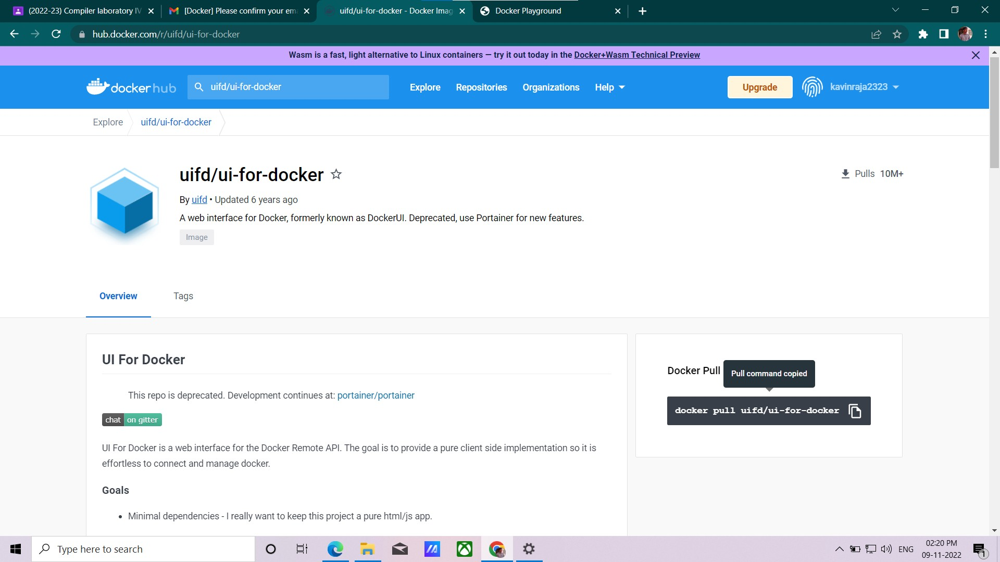 (2022-23) Compiler laboratory IV
[Docker] Please confirm your em
uifd/ui-for-docker - Docker Imag
Docker Playground
hub.docker.com/r/uifd/ui-for-docker
Wasm is a fast, light alternative to Linux containers — try it out today in the Docker+Wasm Technical Preview
dockerhub
uifd/ui-for-docker
Explore
Repositories
Organizations
Help
Upgrade
kavinraja2323
Explore
uifd/ui-for-docker
uifd/ui-for-docker
Pulls 10M+
By uifd • Updated 6 years ago
A web interface for Docker, formerly known as DockerUI. Deprecated, use Portainer for new features.
Image
Overview
Tags
UI For Docker
This repo is deprecated. Development continues at: portainer/portainer
chat on gitter
UI For Docker is a web interface for the Docker Remote API. The goal is to provide a pure client side implementation so it is
effortless to connect and manage docker.
Goals
• Minimal dependencies - I really want to keep this project a pure html/js app.
Docker Pull
Pull command copied
docker pull uifd/ui-for-docker
Type here to search
ENG
02:20 PM
09-11-2022
1